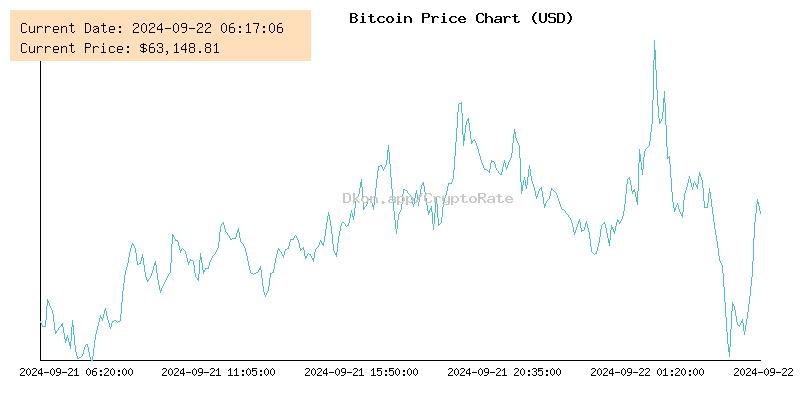 Bitcoin Price Chart (USD)
Current Date: 2024-09-22 06:17:06
Current Price: $63,148.81
Dkon.app/CryptoRate
2024-09-21 06:20:00 2024-09-21 11:05:00 2024-09-21 15:50:00 2024-09-21 20:35:00 2024-09-22 01:20:00 2024-09-22